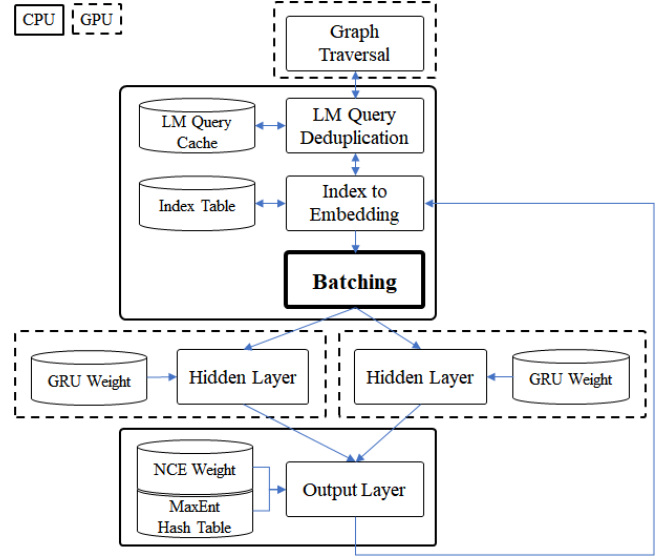 CPU
GPU
Graph
Traversal
LM Query
Cache
LM Query
Deduplication
Index Table
Index to
Embedding
Batching
GRU Weight
Hidden Layer
Hidden Layer
GRU Weight
NCE Weight
MaxEnt
Hash Table
Output Layer